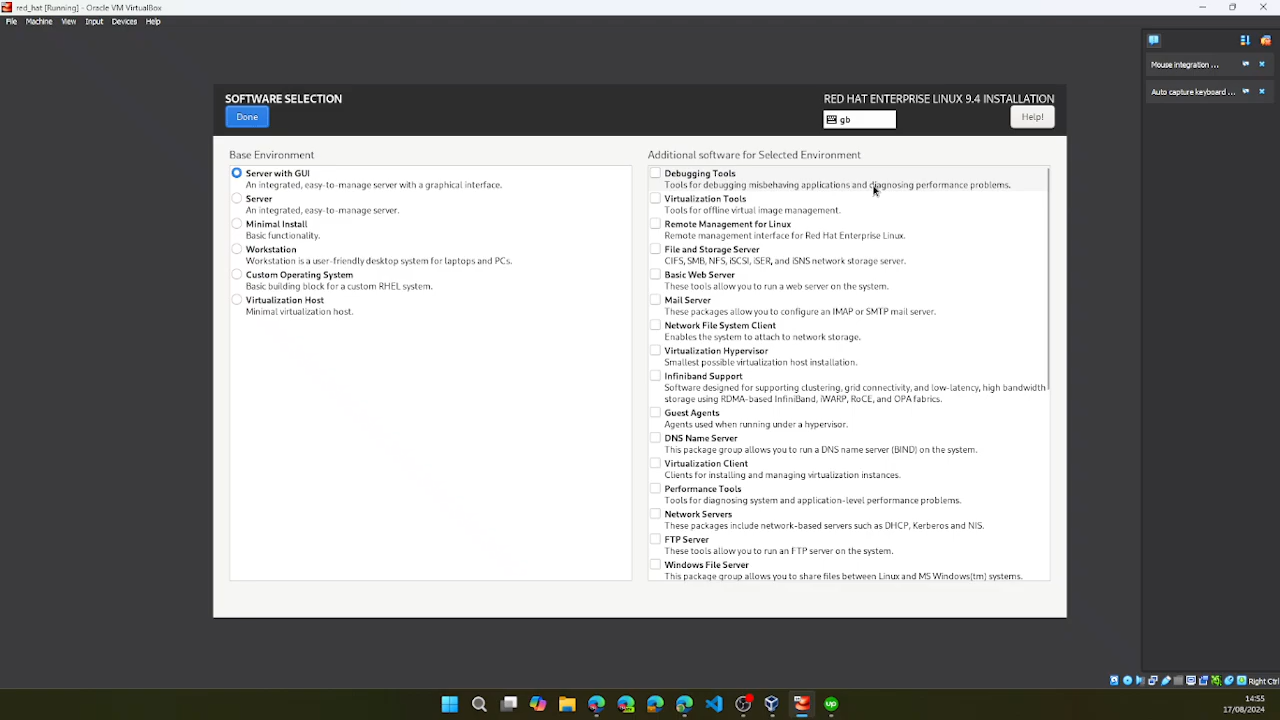 red_hat [Running] - Oracle VM VirtualBox
File Machine View Input Devices Help
Mouse integration ...
Auto capture keyboard ...
SOFTWARE SELECTION
Done
RED HAT ENTERPRISE LINUX 9.4 INSTALLATION
gb
Help!
Base Environment
Server with GUI
An integrated, easy-to-manage server with a graphical interface.
Server
An integrated, easy-to-manage server.
Minimal Install
Basic functionality.
Workstation
Workstation is a user-friendly desktop system for laptops and PCs.
Custom Operating System
Basic building block for a custom RHEL system.
Virtualization Host
Minimal virtualization host.
Additional software for Selected Environment
Debugging Tools
Tools for debugging misbehaving applications and diagnosing performance problems.
Virtualization Tools
Tools for offline virtual image management.
Remote Management for Linux
Remote management interface for Red Hat Enterprise Linux.
File and Storage Server
CIFS, SMB, NFS, iSCSI, iSER, and iSNS network storage server.
Basic Web Server
These tools allow you to run a web server on the system.
Mail Server
These packages allow you to configure an IMAP or SMTP mail server.
Network File System Client
Enables the system to attach to network storage.
Virtualization Hypervisor
Smallest possible virtualization host installation.
Infiniband Support
Software designed for supporting clustering, grid connectivity, and low-latency, high bandwidth
storage using RDMA-based InfiniBand, iWARP, RoCE, and OPA fabrics.
Guest Agents
Agents used when running under a hypervisor.
DNS Name Server
This package group allows you to run a DNS name server (BIND) on the system.
Virtualization Client
Clients for installing and managing virtualization instances.
Performance Tools
Tools for diagnosing system and application-level performance problems.
Network Servers
These packages include network-based servers such as DHCP, Kerberos and NIS.
FTP Server
These tools allow you to run an FTP server on the system.
Windows File Server
This package group allows you to share files between Linux and MS Windows(tm) systems.
Right Ctrl
up
14:55
17/08/2024